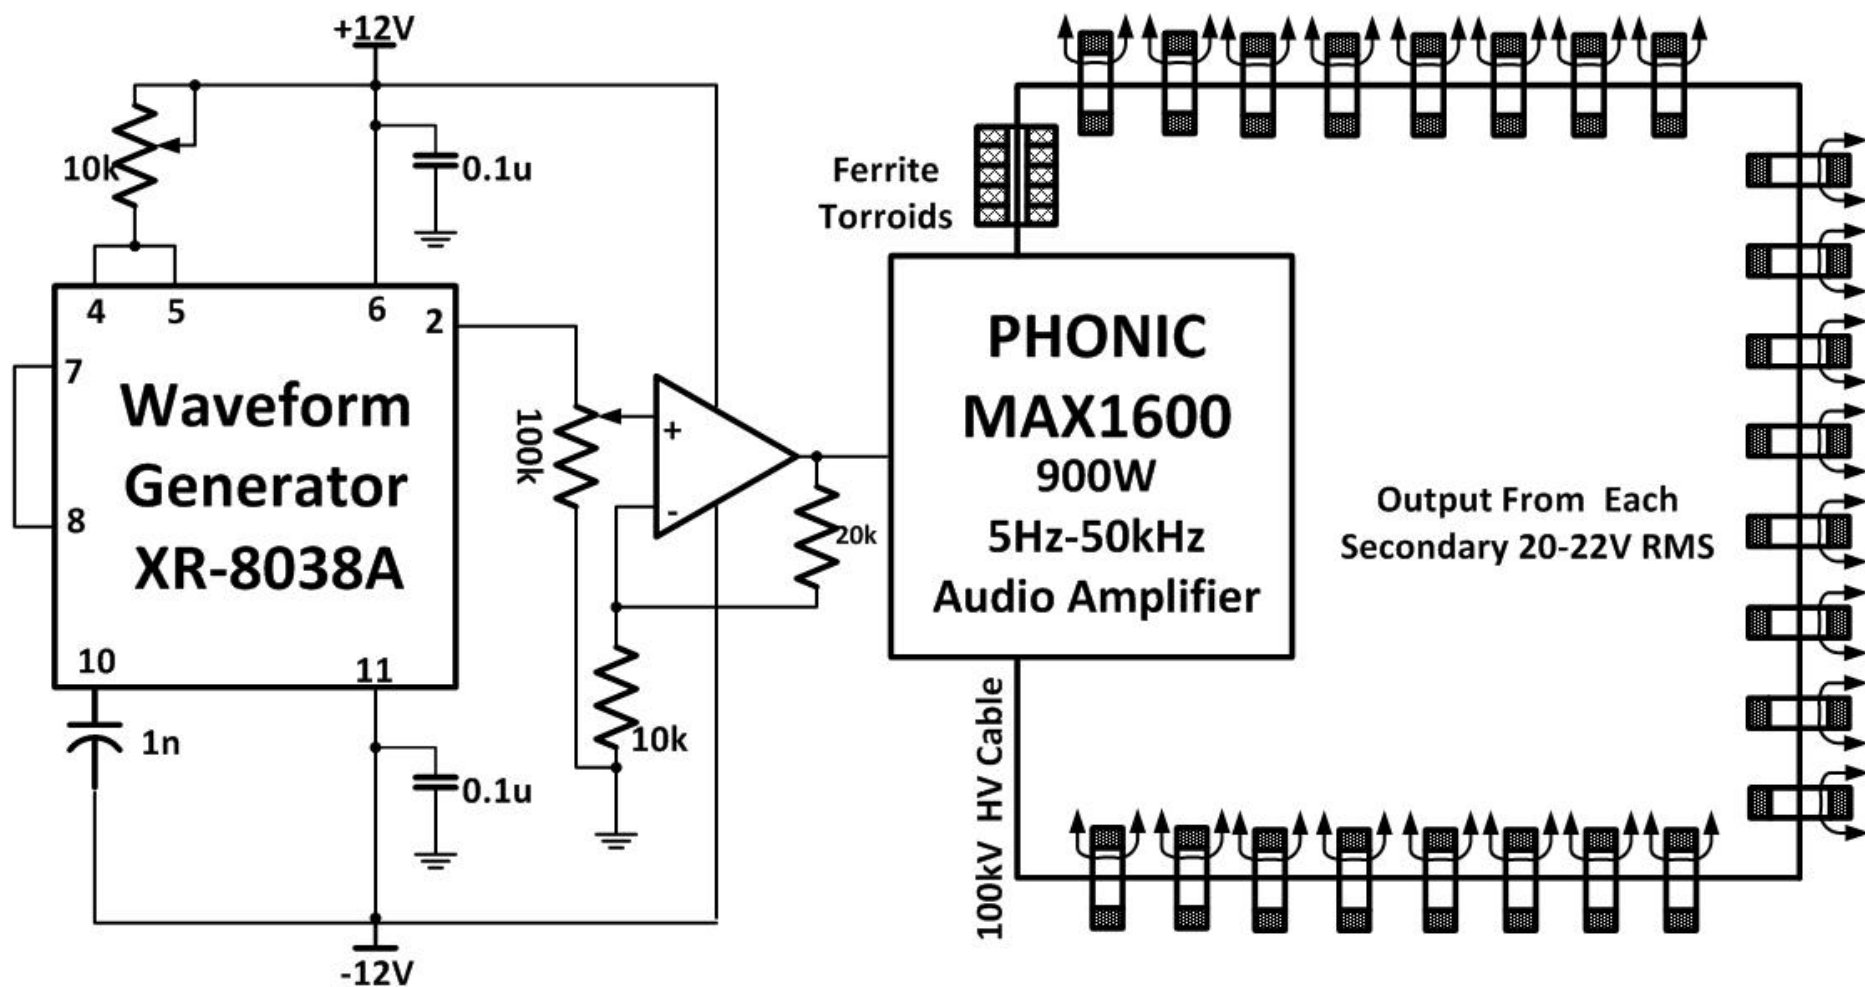 +12V
10k
0.1u
4
5
6
2
7
8
Waveform
Generator
XR-8038A
10
11
1n
0.1u
-12V
100k
+
-
20k
10k
Ferrite
Torroids
PHONIC
MAX1600
900W
5Hz-50kHz
Audio Amplifier
100kV HV Cable
Output From Each
Secondary 20-22V RMS